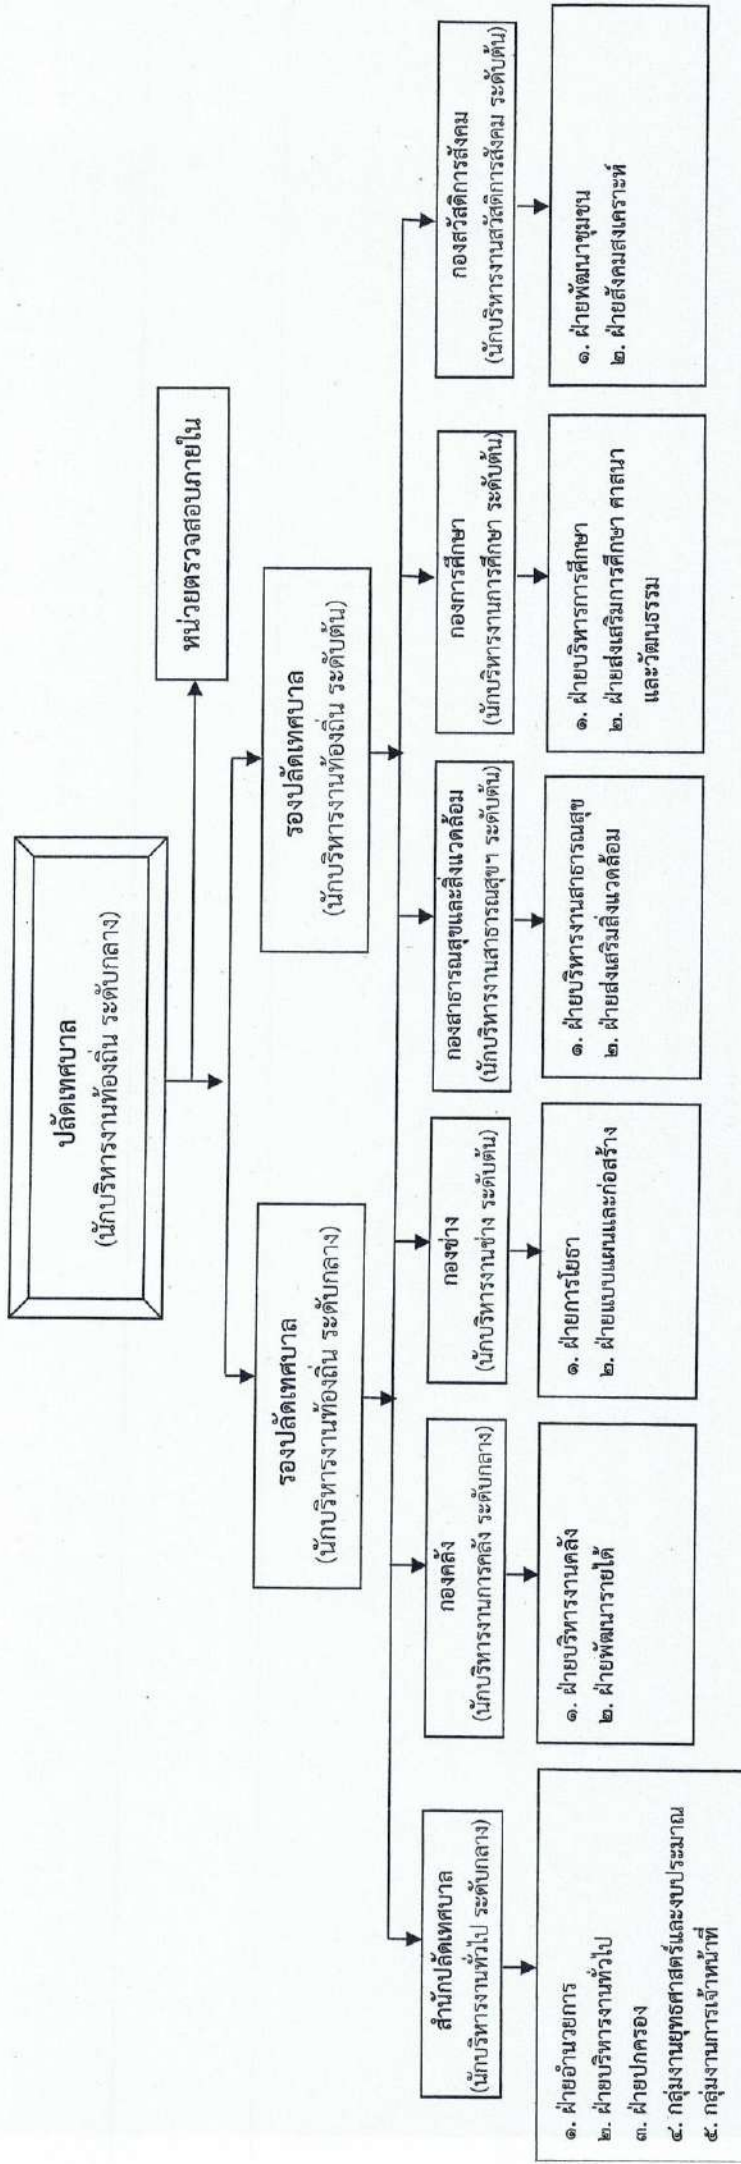 ปลัดเทศบาล
(นักบริหารงานท้องถิ่น ระดับกลาง)
หน่วยตรวจสอบภายใน
รองปลัดเทศบาล
(นักบริหารงานท้องถิ่น ระดับกลาง)
รองปลัดเทศบาล
(นักบริหารงานท้องถิ่น ระดับต้น)
สำนักปลัดเทศบาล
(นักบริหารงานทั่วไป ระดับกลาง)
กองคลัง
(นักบริหารงานการคลัง ระดับกลาง)
กองช่าง
(นักบริหารงานช่าง ระดับต้น)
กองสาธารณสุขและสิ่งแวดล้อม
(นักบริหารงานสาธารณสุขฯ ระดับต้น)
กองการศึกษา
(นักบริหารงานการศึกษา ระดับต้น)
กองสวัสดิการสังคม
(นักบริหารงานสวัสดิการสังคม ระดับต้น)
๑. ฝ่ายอำนวยการ
๒. ฝ่ายบริหารงานทั่วไป
๓. ฝ่ายปกครอง
๔. กลุ่มงานยุทธศาสตร์และงบประมาณ
๕. กลุ่มงานการเจ้าหน้าที่
๑. ฝ่ายบริหารงานคลัง
๒. ฝ่ายพัฒนารายได้
๑. ฝ่ายการโยธา
๒. ฝ่ายแบบแผนและก่อสร้าง
๑. ฝ่ายบริหารงานสาธารณสุข
๒. ฝ่ายส่งเสริมสิ่งแวดล้อม
๑. ฝ่ายบริหารการศึกษา
๒. ฝ่ายส่งเสริมการศึกษา ศาสนา
และวัฒนธรรม
๑. ฝ่ายพัฒนาชุมชน
๒. ฝ่ายสังคมสงเคราะห์